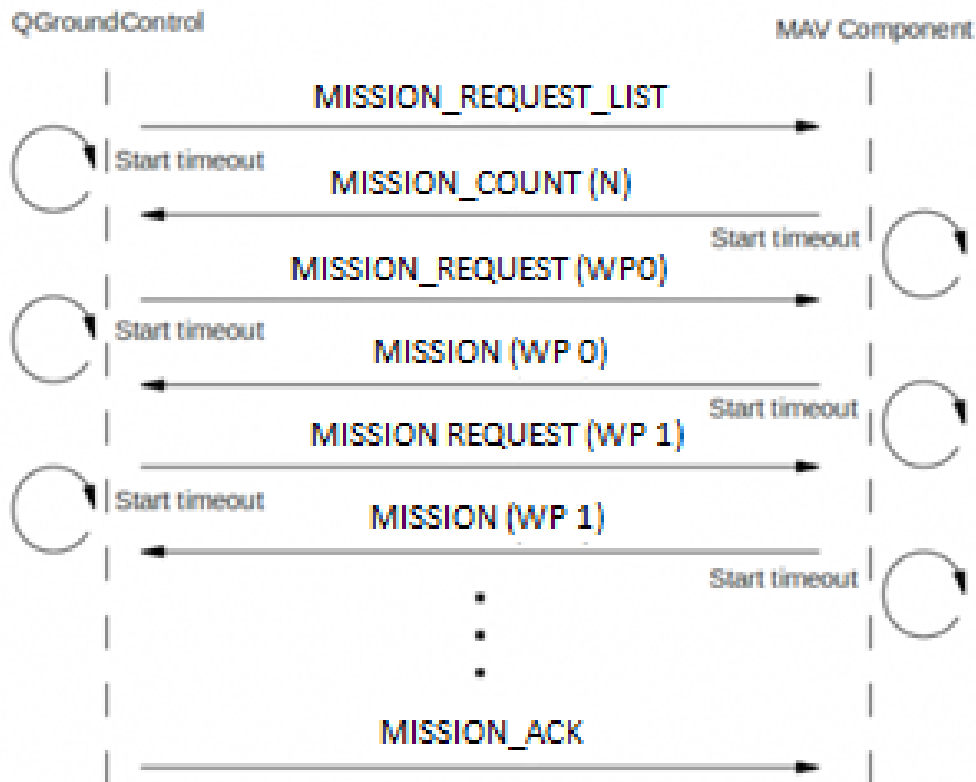 QGroundControl
MAV Component
MISSION_REQUEST_LIST
Start timeout
MISSION_COUNT (N)
Start timeout
MISSION_REQUEST (WP0)
Start timeout
MISSION (WP 0)
Start timeout
MISSION REQUEST (WP 1)
Start timeout
MISSION (WP 1)
Start timeout
MISSION_ACK